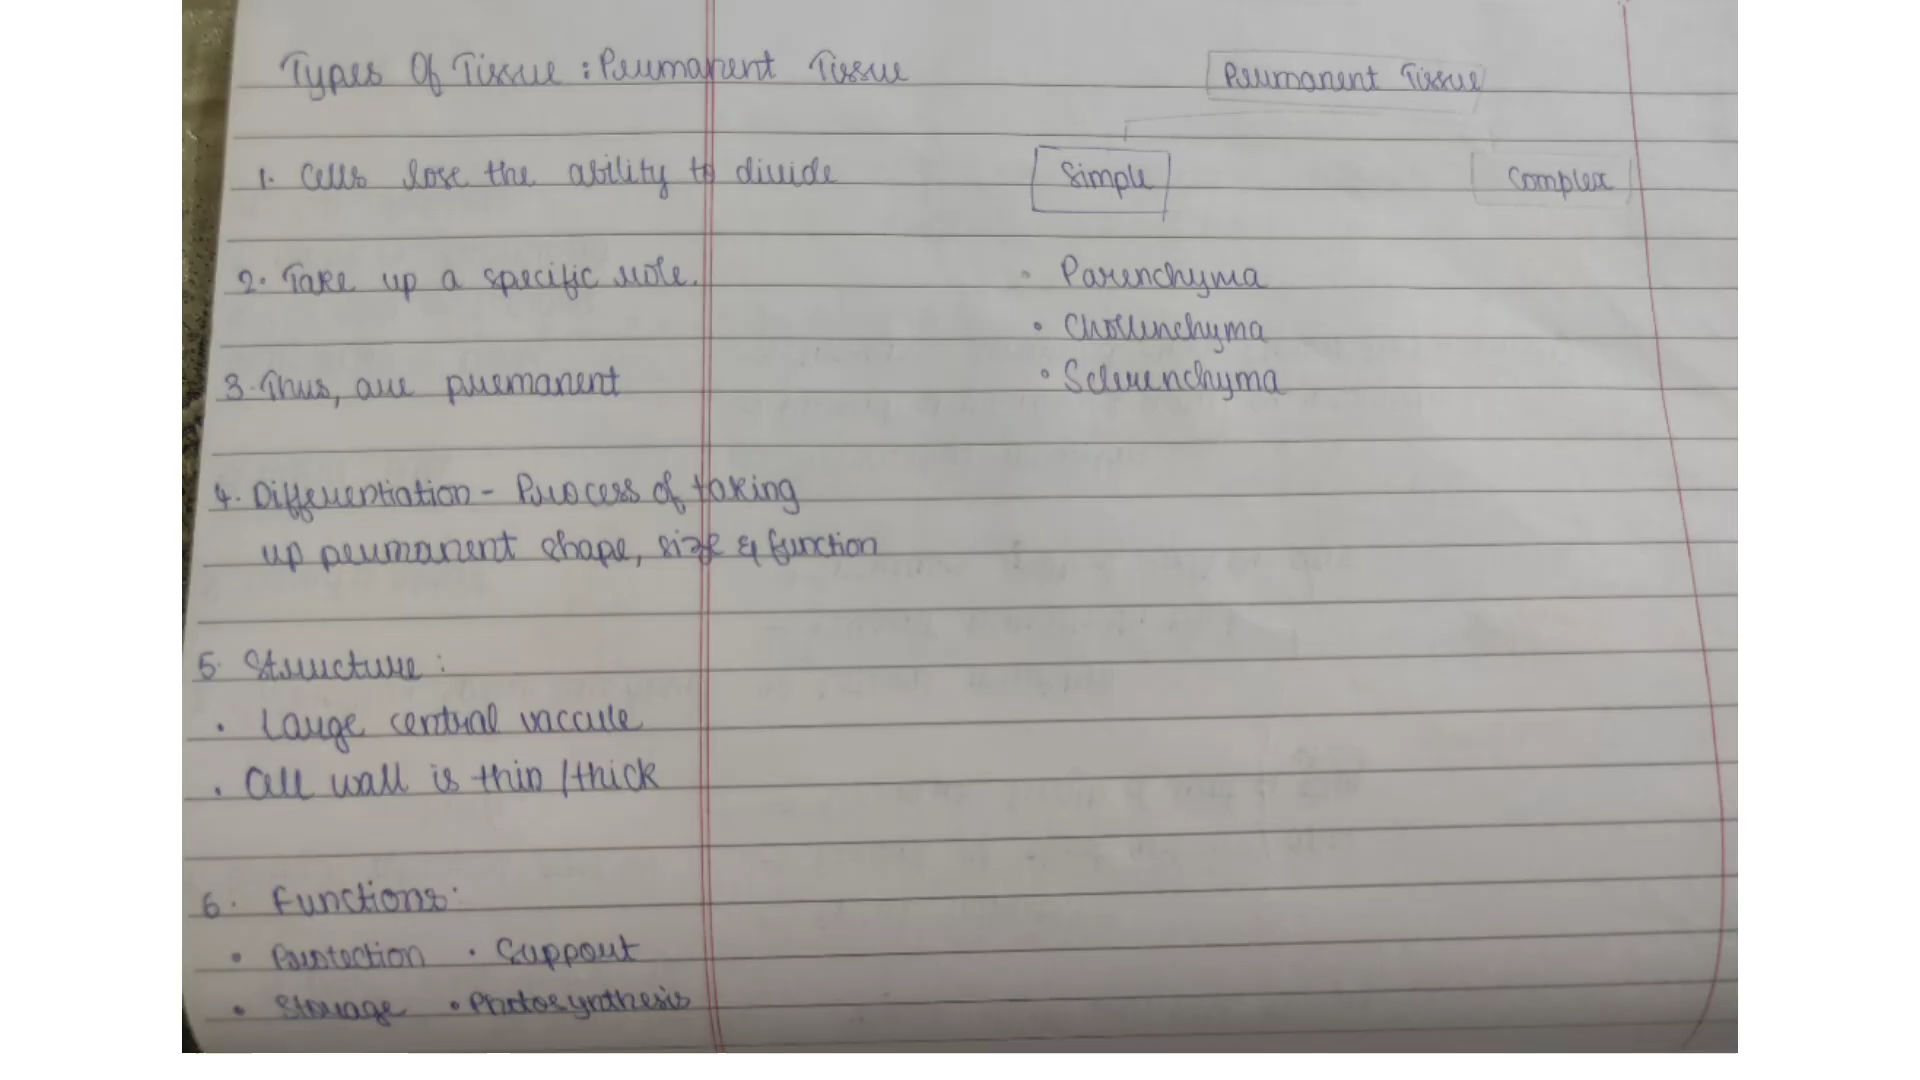 Types Of Tissue : Permanent Tissue
1. Cells lose the ability to divide
2. Take up a specific role.
3. Thus, are permanent
4. Differentiation - Process of taking
up permanent shape, size & function
5. Structure :
• Large central vaccule
• Cell wall is thin / thick
6. Functions:
• Protection • Support
• Storage • Photosynthesis
Permanent Tissue
Simple Complex
• Parenchyma
• Chollenchyma
• Sclerenchyma